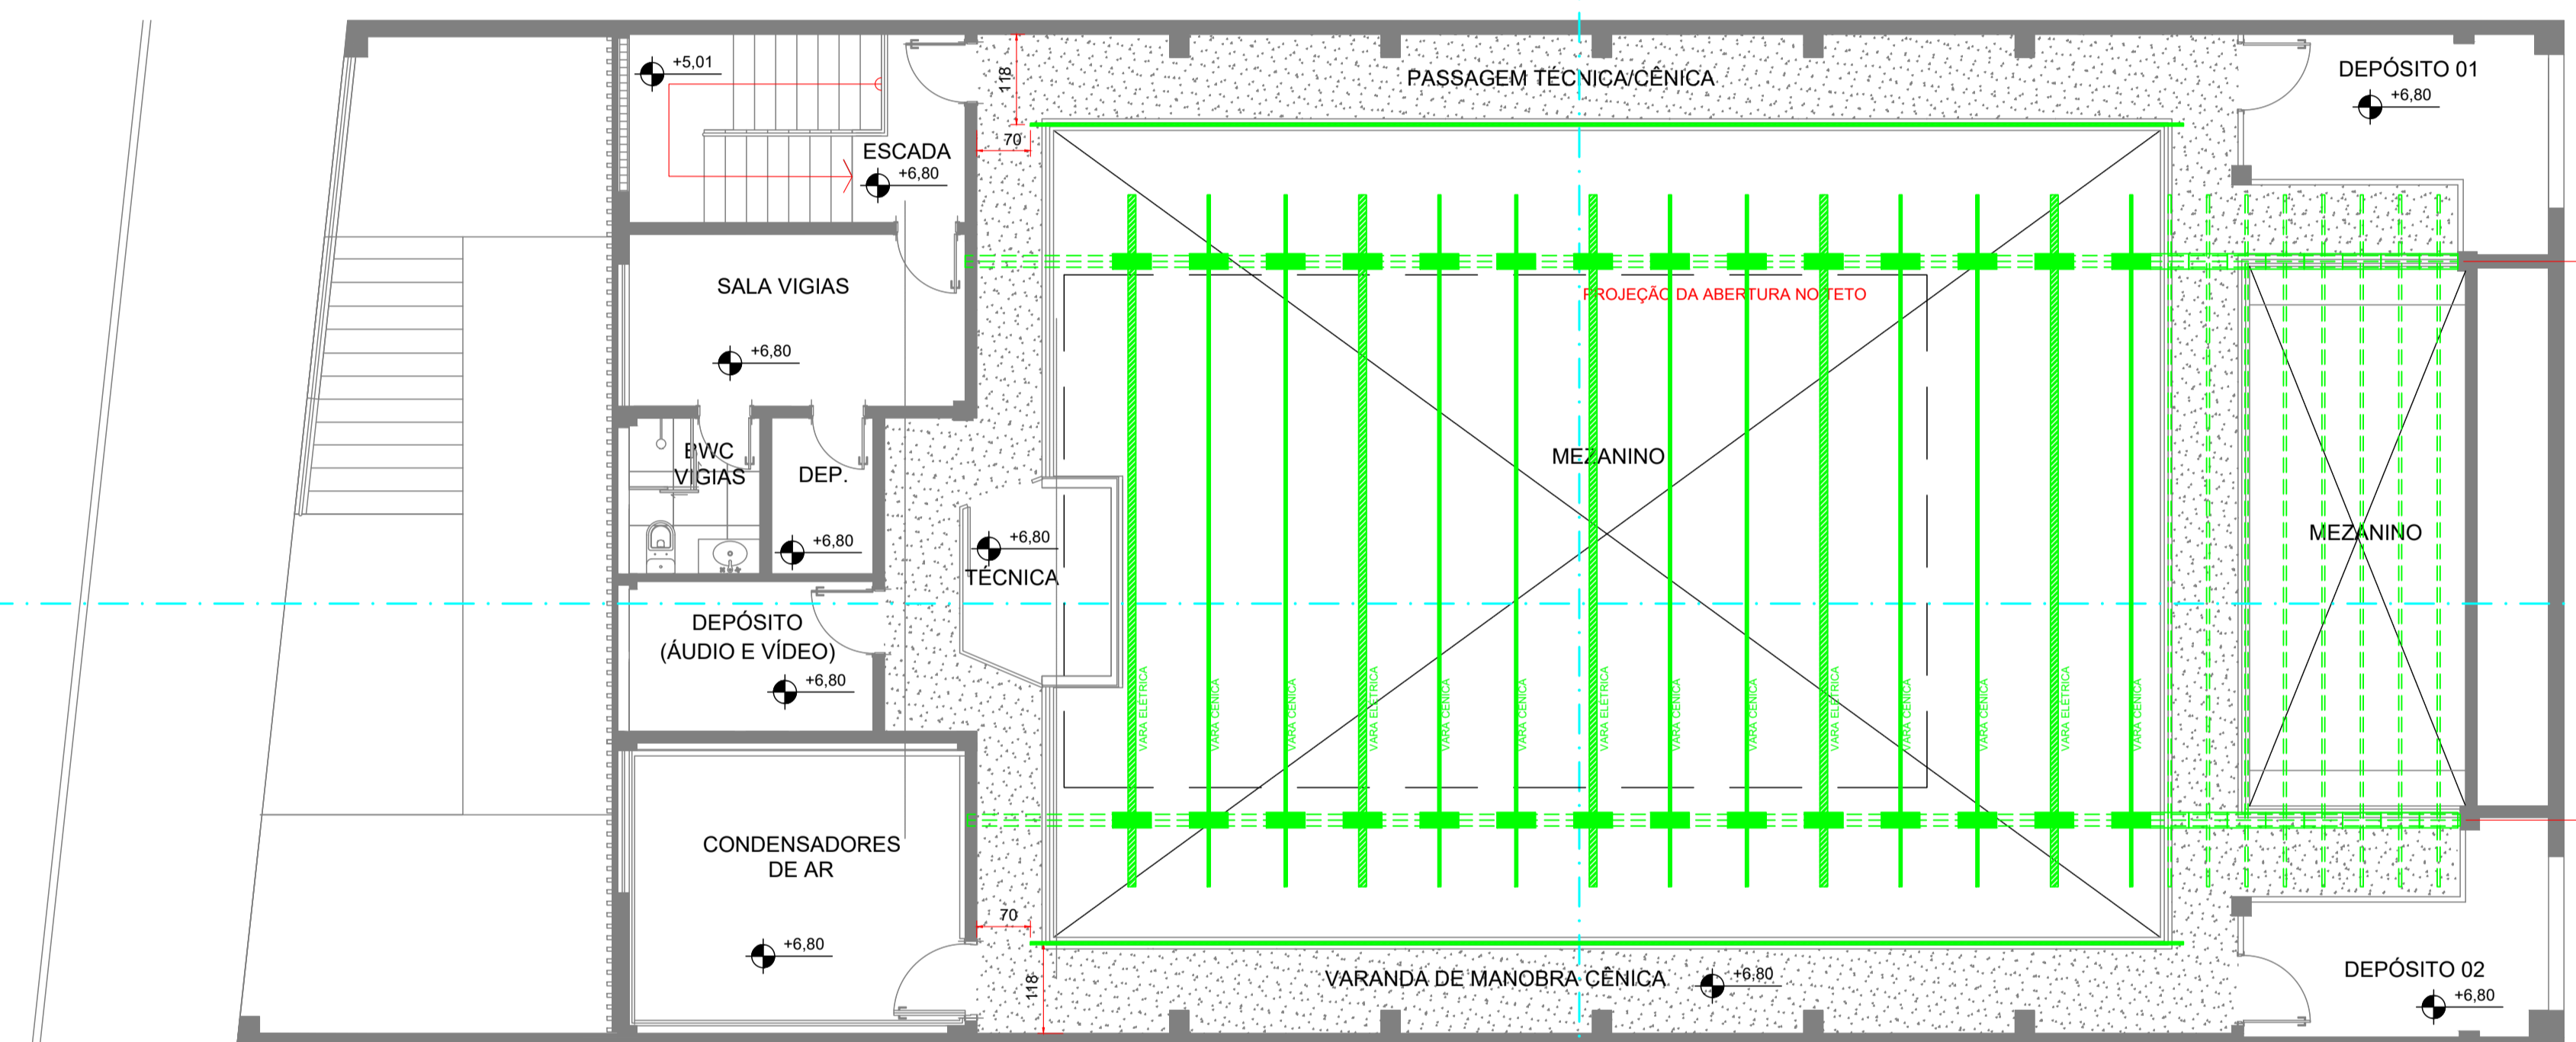 +5,01
118
PASSAGEM TÉCNICA/CÊNICA
DEPÓSITO 01
+6,80
ESCADA
+6,80
70
SALA VIGIAS
+6,80
PROJEÇÃO DA ABERTURA NO TETO
BWC
VIGIAS
DEP.
+6,80
MEZANINO
MEZANINO
+6,80
TÉCNICA
DEPÓSITO
(ÁUDIO E VÍDEO)
+6,80
VARA ELÉTRICA
VARA CÊNICA
VARA CÊNICA
VARA ELÉTRICA
VARA CÊNICA
VARA CÊNICA
VARA ELÉTRICA
VARA CÊNICA
VARA CÊNICA
VARA ELÉTRICA
VARA CÊNICA
VARA CÊNICA
VARA ELÉTRICA
VARA CÊNICA
CONDENSADORES
DE AR
+6,80
70
118
VARANDA DE MANOBRA CÊNICA
+6,80
DEPÓSITO 02
+6,80